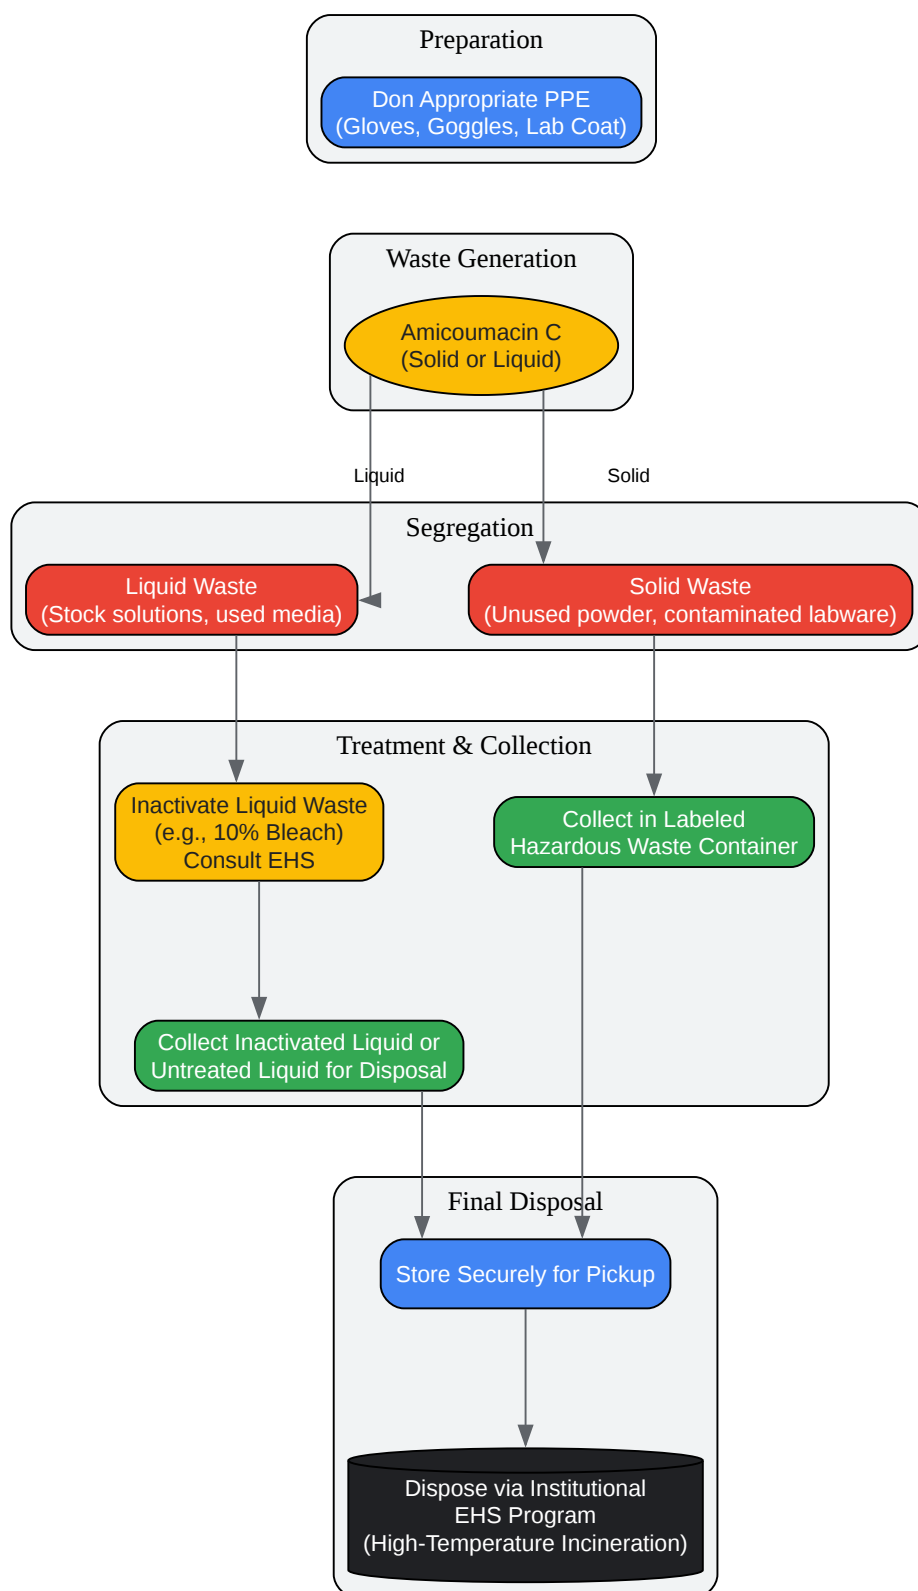 Preparation
Don Appropriate PPE
(Gloves, Goggles, Lab Coat)
Waste Generation
Amicoumacin C
(Solid or Liquid)
Liquid
Solid
Segregation
Liquid Waste
(Stock solutions, used media)
Solid Waste
(Unused powder, contaminated labware)
Treatment & Collection
Inactivate Liquid Waste
(e.g., 10% Bleach)
Consult EHS
Collect in Labeled
Hazardous Waste Container
Collect Inactivated Liquid or
Untreated Liquid for Disposal
Final Disposal
Store Securely for Pickup
Dispose via Institutional
EHS Program
(High-Temperature Incineration)